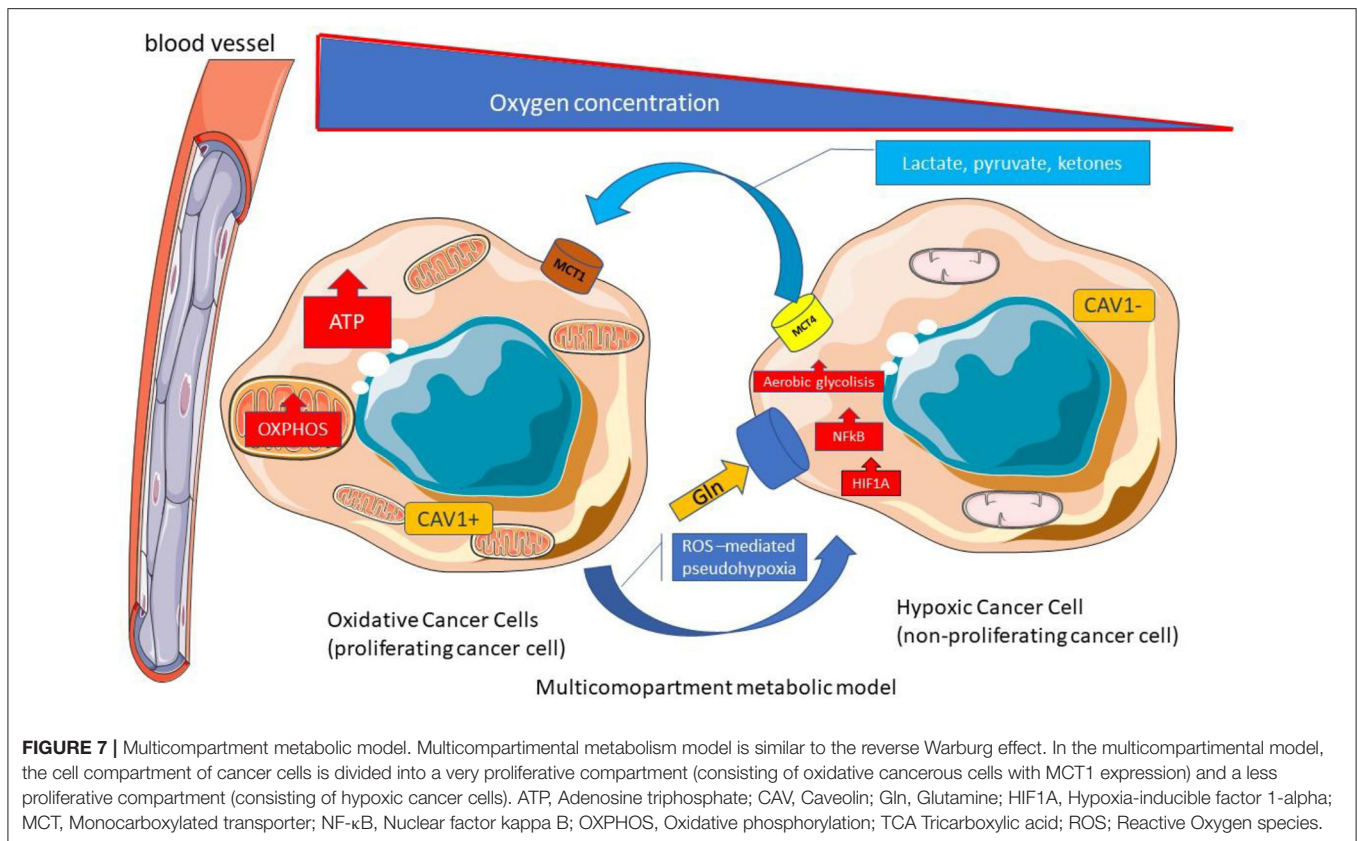 blood vessel
Oxygen concentration
Lactate, pyruvate, ketones
MCT1
ATP
MCT4
CAV1-
Aerobic glycolisis
OXPHOS
NFkB
HIF1A
Gln
CAV1+
ROS –mediated
pseudohypoxia
Oxidative Cancer Cells
(proliferating cancer cell)
Hypoxic Cancer Cell
(non-proliferating cancer cell)
Multicomopartment metabolic model
FIGURE 7 | Multicompartment metabolic model. Multicompartimental metabolism model is similar to the reverse Warburg effect. In the multicompartimental model,
the cell compartment of cancer cells is divided into a very proliferative compartment (consisting of oxidative cancerous cells with MCT1 expression) and a less
proliferative compartment (consisting of hypoxic cancer cells). ATP, Adenosine triphosphate; CAV, Caveolin; Gln, Glutamine; HIF1A, Hypoxia-inducible factor 1-alpha;
MCT, Monocarboxylated transporter; NF-κB, Nuclear factor kappa B; OXPHOS, Oxidative phosphorylation; TCA Tricarboxylic acid; ROS; Reactive Oxygen species.